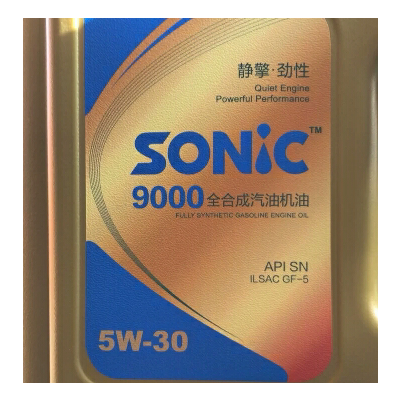 静擎·劲性
Quiet Engine
Powerful Performance
SONiC™
9000全合成汽油机油
FULLY SYNTHETIC GASOLINE ENGINE OIL
API SN
ILSAC GF-5
5W-30